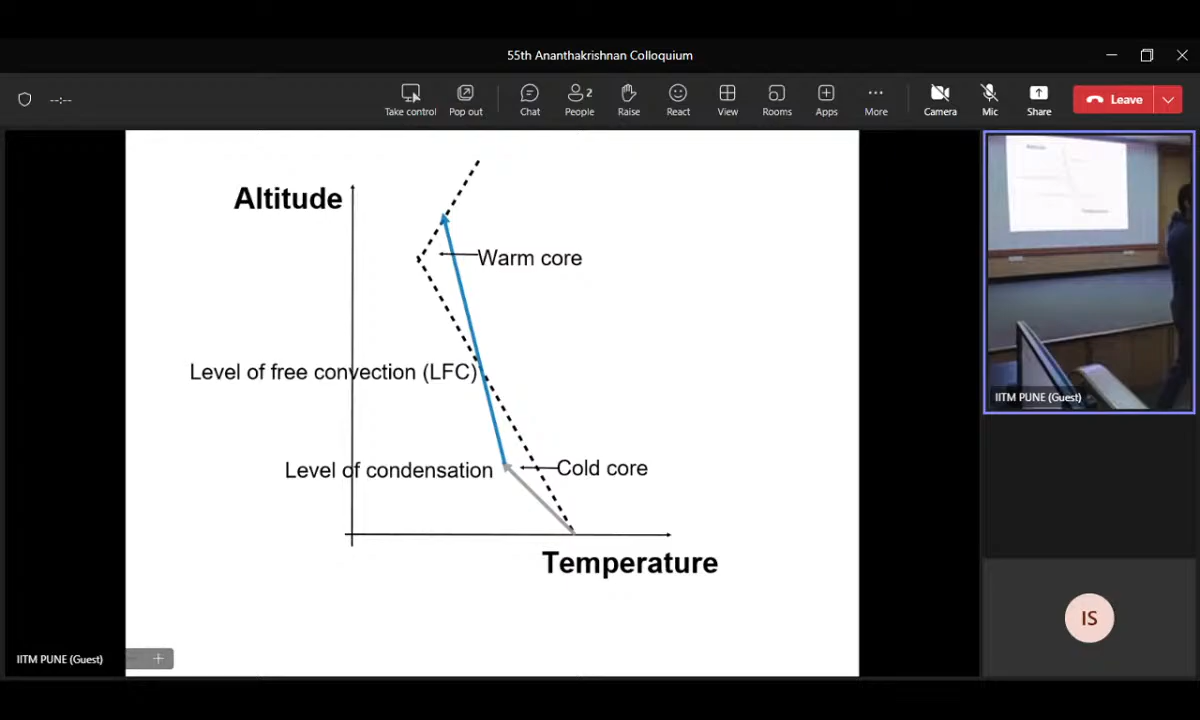 55th Ananthakrishnan Colloquium
--:--
Take control
Pop out
Chat
2
People
Raise
React
View
Rooms
Apps
More
Camera
Mic
Share
Leave
Altitude
Warm core
Level of free convection (LFC)
Level of condensation
Cold core
Temperature
IITM PUNE (Guest)
IITM PUNE (Guest)
IS